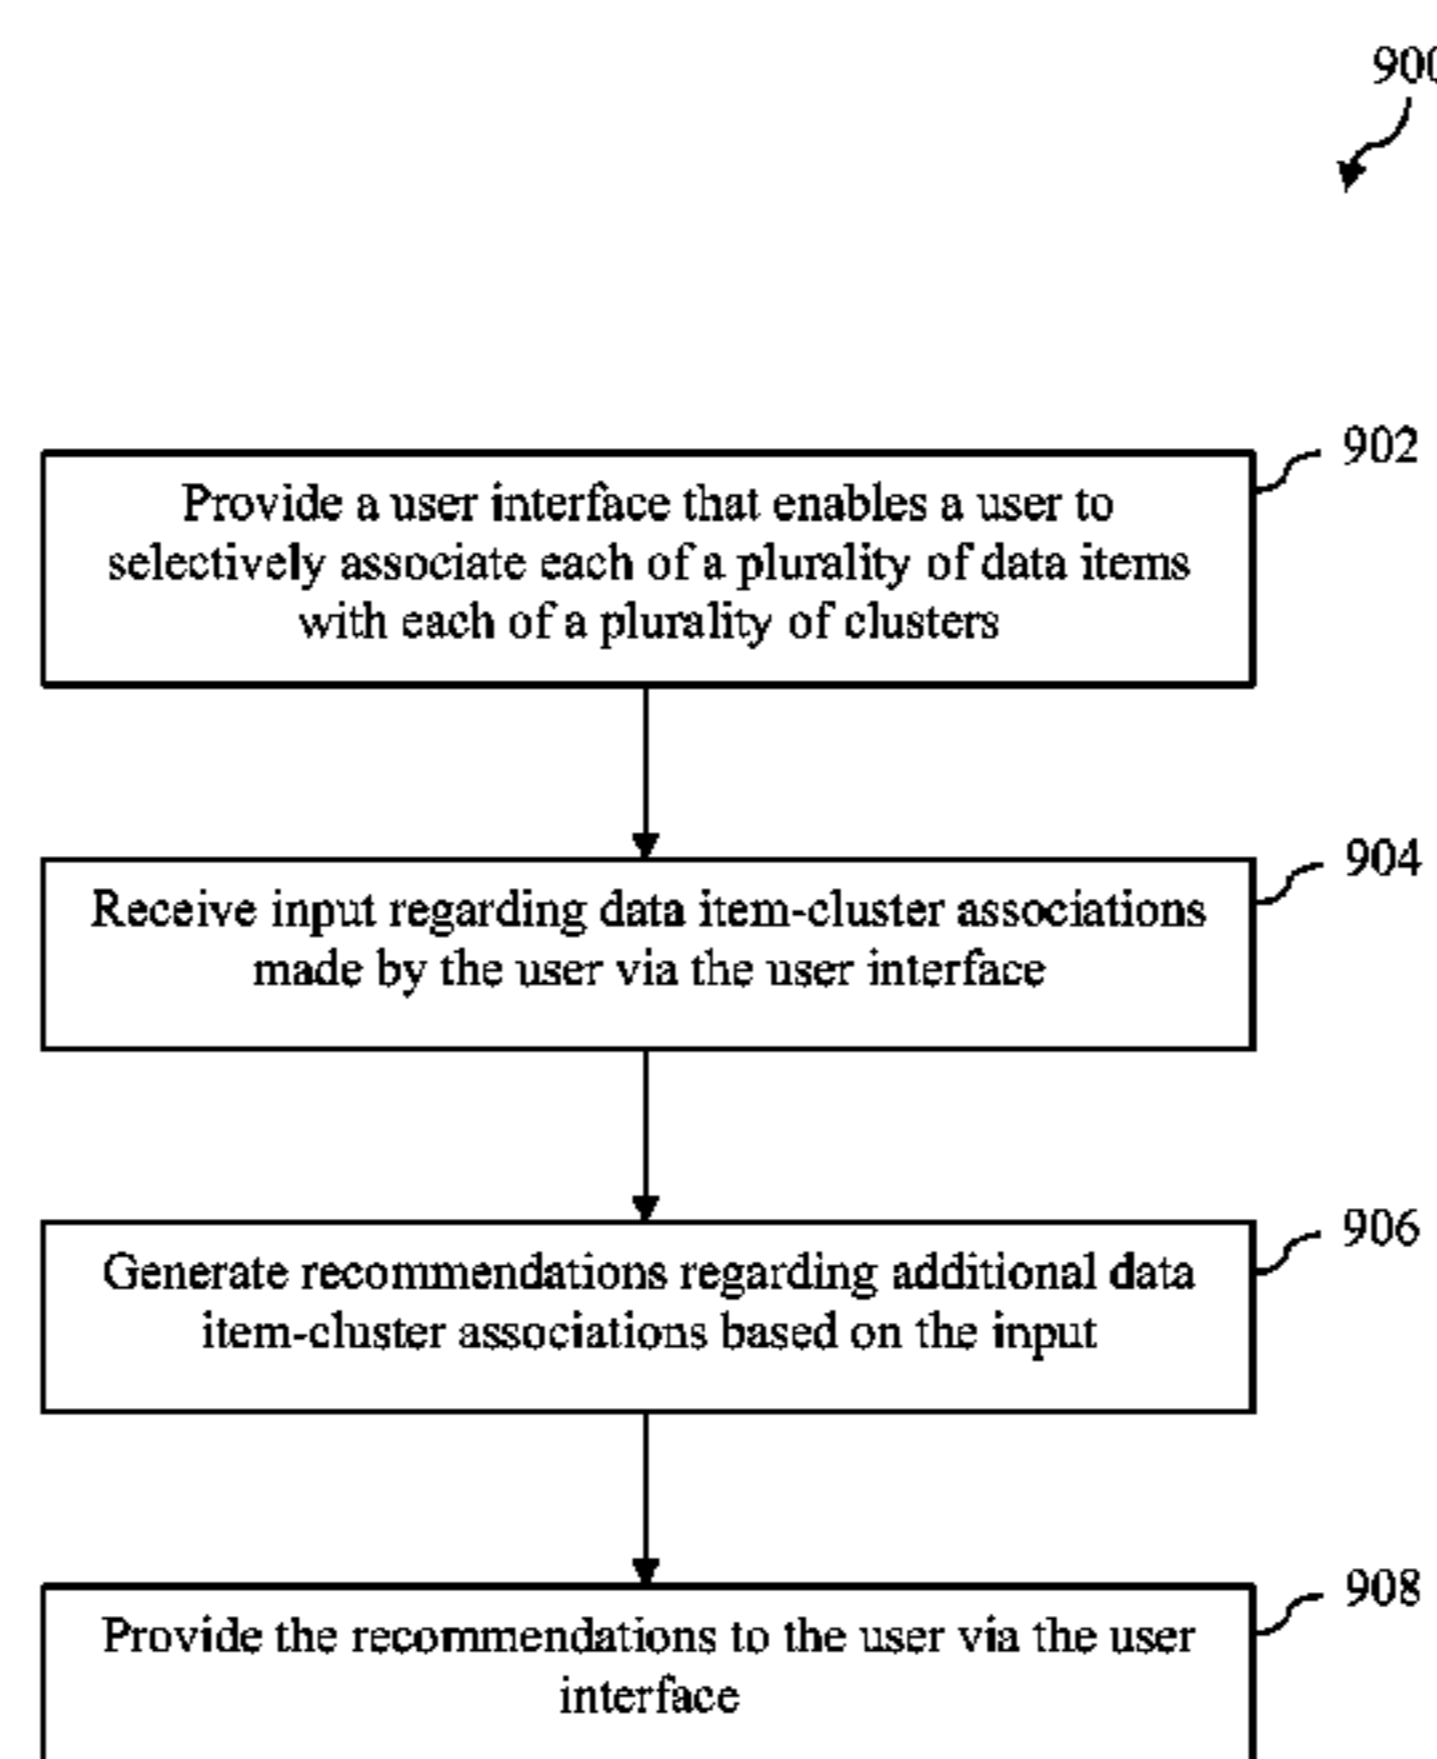 900
902
Provide a user interface that enables a user to
selectively associate each of a plurality of data items
with each of a plurality of clusters
904
Receive input regarding data item-cluster associations
made by the user via the user interface
906
Generate recommendations regarding additional data
item-cluster associations based on the input
908
Provide the recommendations to the user via the user
interface